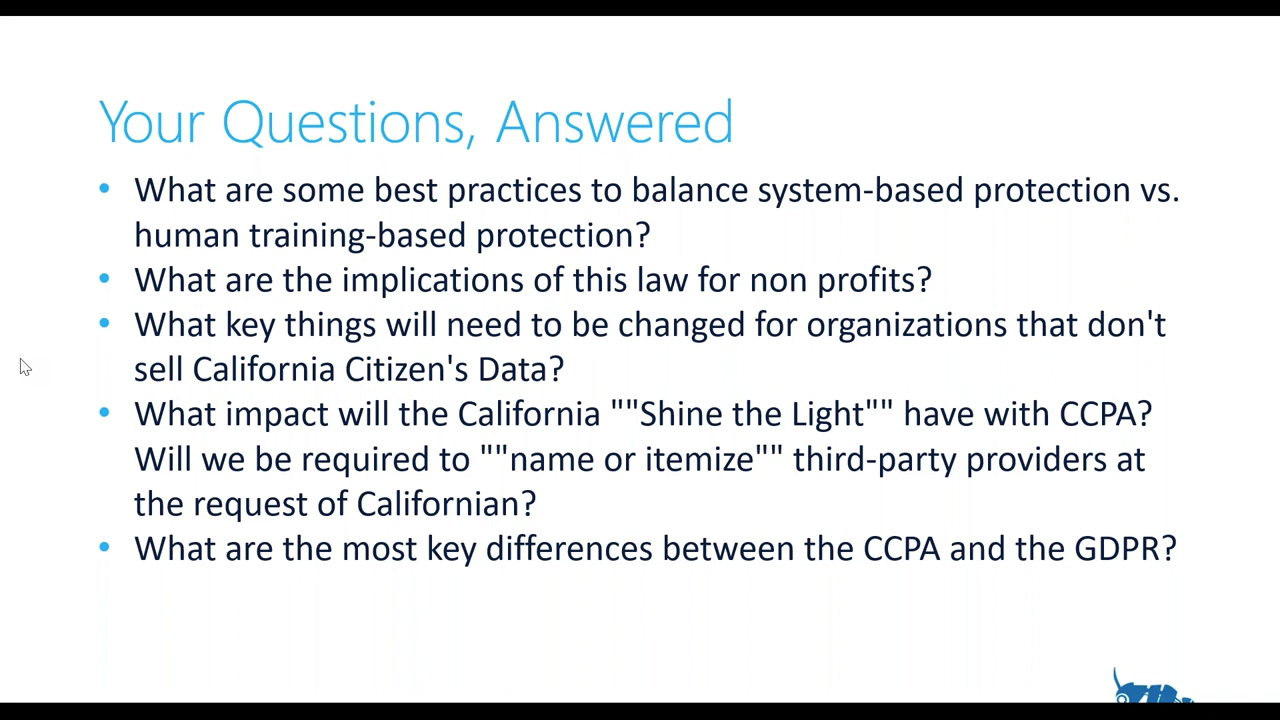 Your Questions, Answered
• What are some best practices to balance system-based protection vs.
human training-based protection?
• What are the implications of this law for non profits?
• What key things will need to be changed for organizations that don't
sell California Citizen's Data?
• What impact will the California ""Shine the Light"" have with CCPA?
Will we be required to ""name or itemize"" third-party providers at
the request of Californian?
• What are the most key differences between the CCPA and the GDPR?